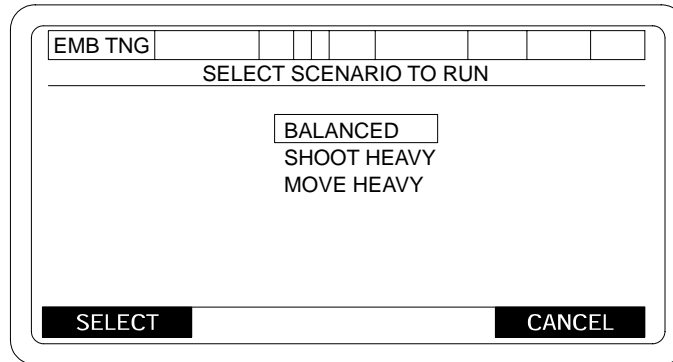 EMB TNG
SELECT SCENARIO TO RUN
BALANCED
SHOOT HEAVY
MOVE HEAVY
SELECT CANCEL